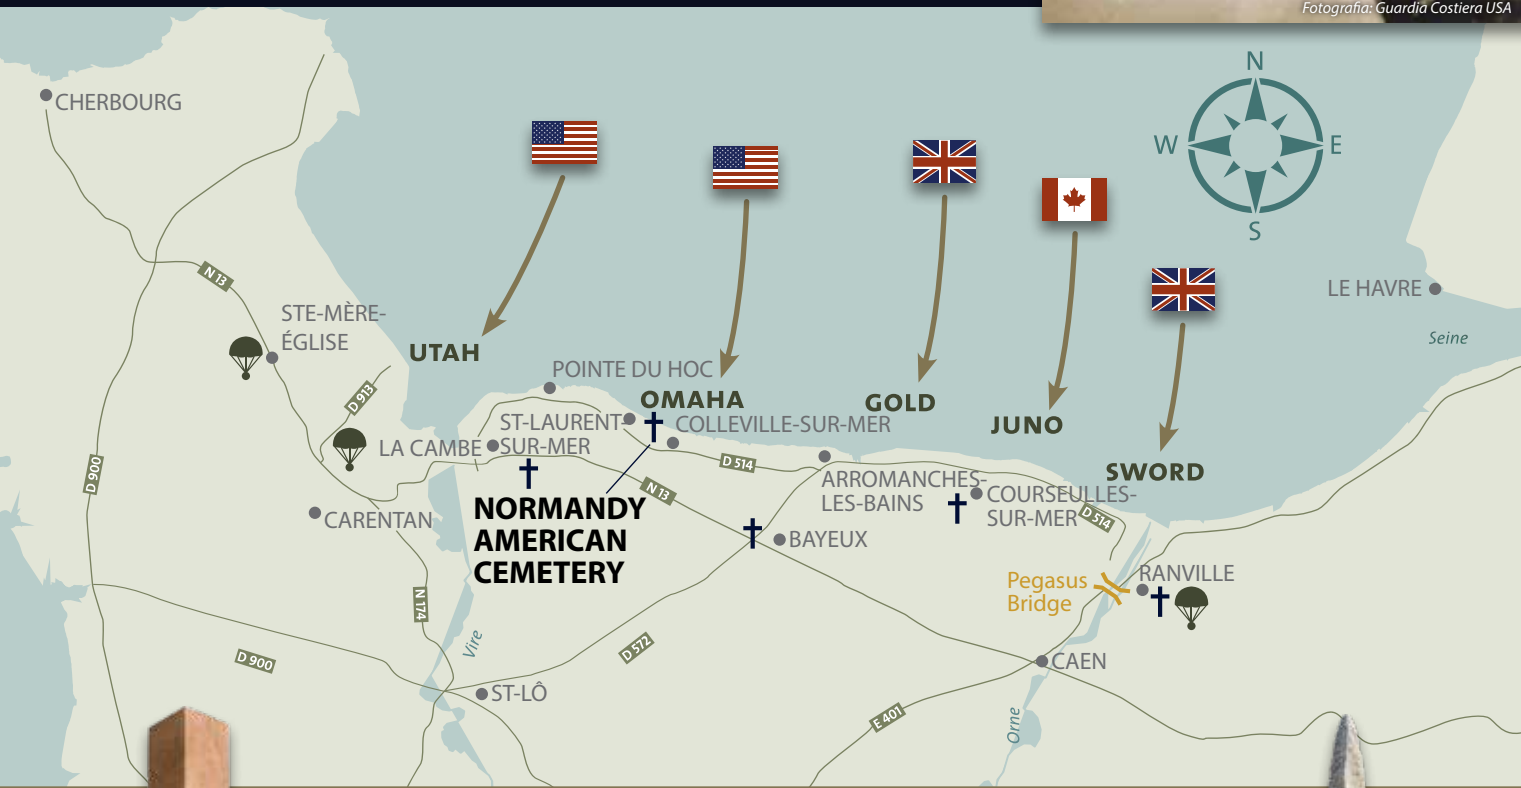 Fotografia: Guardia Costiera USA
N
W
E
S
CHERBOURG
N 13
LE HAVRE
Seine
STE-MÈRE-
ÉGLISE
UTAH
POINTE DU HOC
D 913
OMAHA
GOLD
JUNO
ST-LAURENT-
SUR-MER
COLLEVILLE-SUR-MER
LA CAMBE
SWORD
D 900
D 514
N 13
ARROMANCHES-
LES-BAINS
COURSEULLES-
SUR-MER
D 514
CARENTAN
NORMANDY
AMERICAN
CEMETERY
BAYEUX
Pegasus
Bridge
RANVILLE
N 174
Vire
D 572
D 900
CAEN
ST-LÔ
E 401
Orne